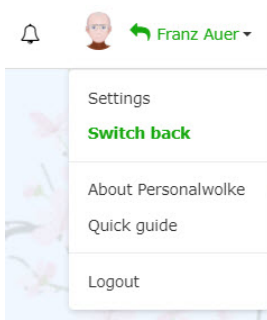 Franz Auer
Settings
Switch back
About Personalwolke
Quick guide
Logout